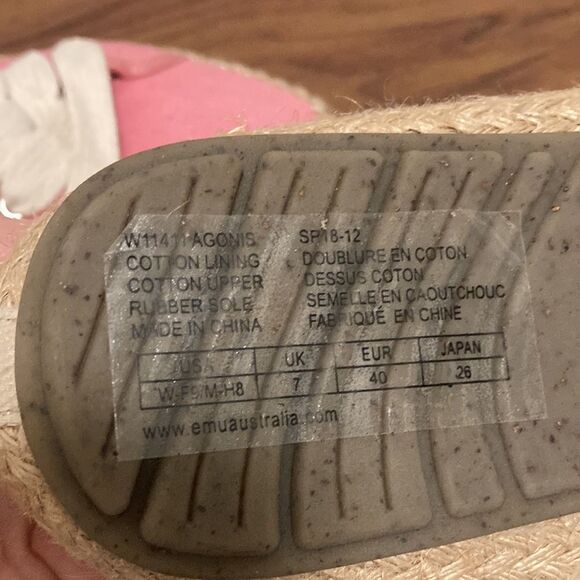 W11411 AGONIS SP18-12
COTTON LINING DOUBLURE EN COTON
COTTON UPPER DESSUS COTON
RUBBER SOLE SEMELLE EN CAOUTCHOUC
MADE IN CHINA FABRIQUÉ EN CHINE
USA UK EUR JAPAN
W-F9/M-H8 7 40 26
www.emuaustralia.com